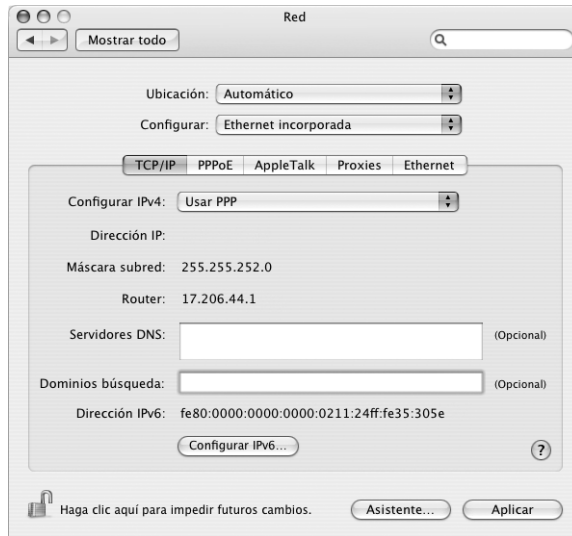 Red
Mostrar todo
Ubicación: Automático
Configurar: Ethernet incorporada
TCP/IP PPPoE AppleTalk Proxies Ethernet
Configurar IPv4: Usar PPP
Dirección IP:
Máscara subred: 255.255.252.0
Router: 17.206.44.1
Servidores DNS: (Opcional)
Dominios búsqueda: (Opcional)
Dirección IPv6: fe80:0000:0000:0000:0211:24ff:fe35:305e
Configurar IPv6...
?
Haga clic aquí para impedir futuros cambios. Asistente... Aplicar